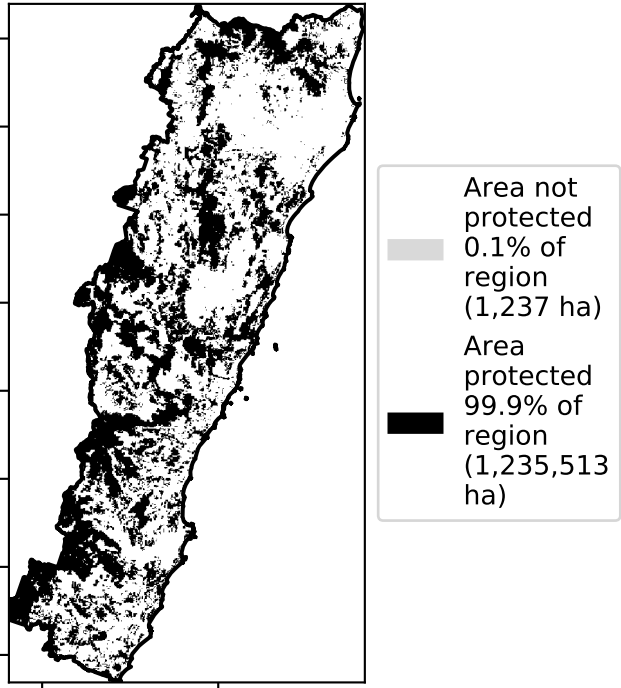 Area not
protected
0.1% of
region
(1,237 ha)
Area
protected
99.9% of
region
(1,235,513
ha)